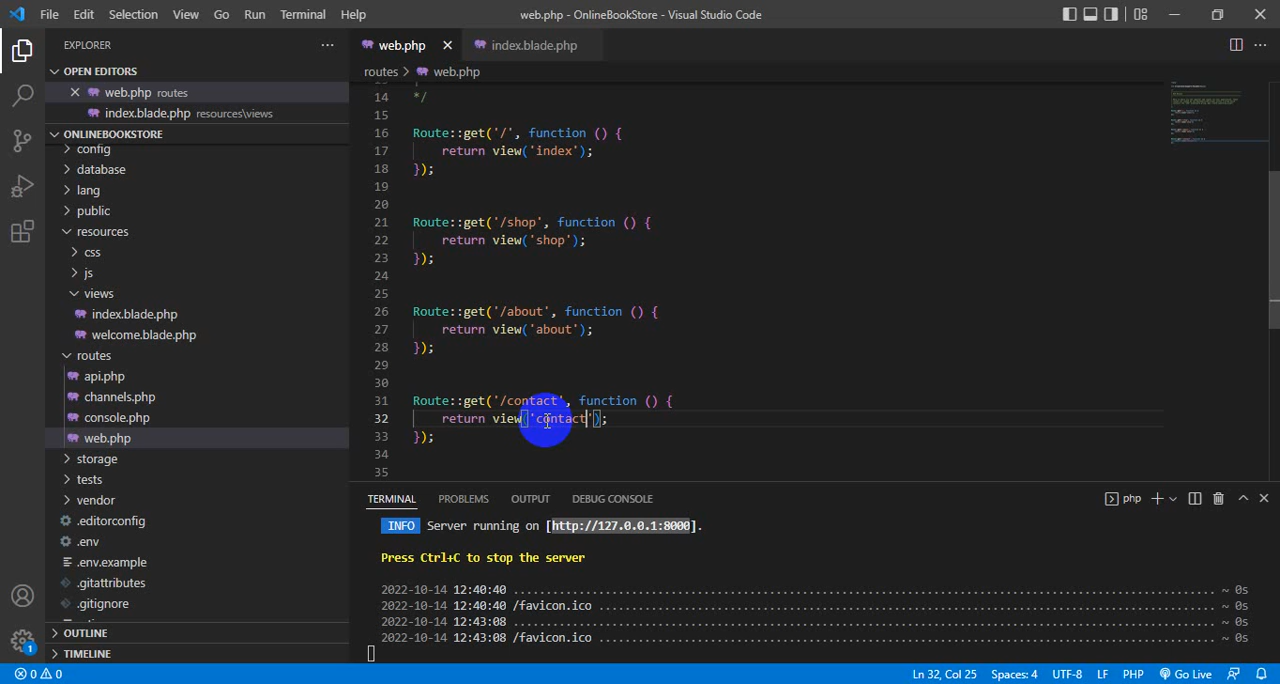 File Edit Selection View Go Run Terminal Help web.php - OnlineBookStore - Visual Studio Code
EXPLORER
OPEN EDITORS
web.php routes
index.blade.php resources\views
ONLINEBOOKSTORE
config
database
lang
public
resources
css
js
views
index.blade.php
welcome.blade.php
routes
api.php
channels.php
console.php
web.php
storage
tests
vendor
.editorconfig
.env
.env.example
.gitattributes
.gitignore
OUTLINE
TIMELINE
web.php index.blade.php
routes > web.php
14 */
15
16 Route::get('/', function () {
17 return view('index');
18 });
19
20
21 Route::get('/shop', function () {
22 return view('shop');
23 });
24
25
26 Route::get('/about', function () {
27 return view('about');
28 });
29
30
31 Route::get('/contact', function () {
32 return view('contact');
33 });
34
35
TERMINAL PROBLEMS OUTPUT DEBUG CONSOLE php
INFO Server running on [http://127.0.0.1:8000].
Press Ctrl+C to stop the server
2022-10-14 12:40:40 ........................................ ~ 0s
2022-10-14 12:40:40 /favicon.ico ........................................ ~ 0s
2022-10-14 12:43:08 ........................................ ~ 0s
2022-10-14 12:43:08 /favicon.ico ........................................ ~ 0s
1 0 0 Ln 32, Col 25 Spaces: 4 UTF-8 LF PHP Go Live